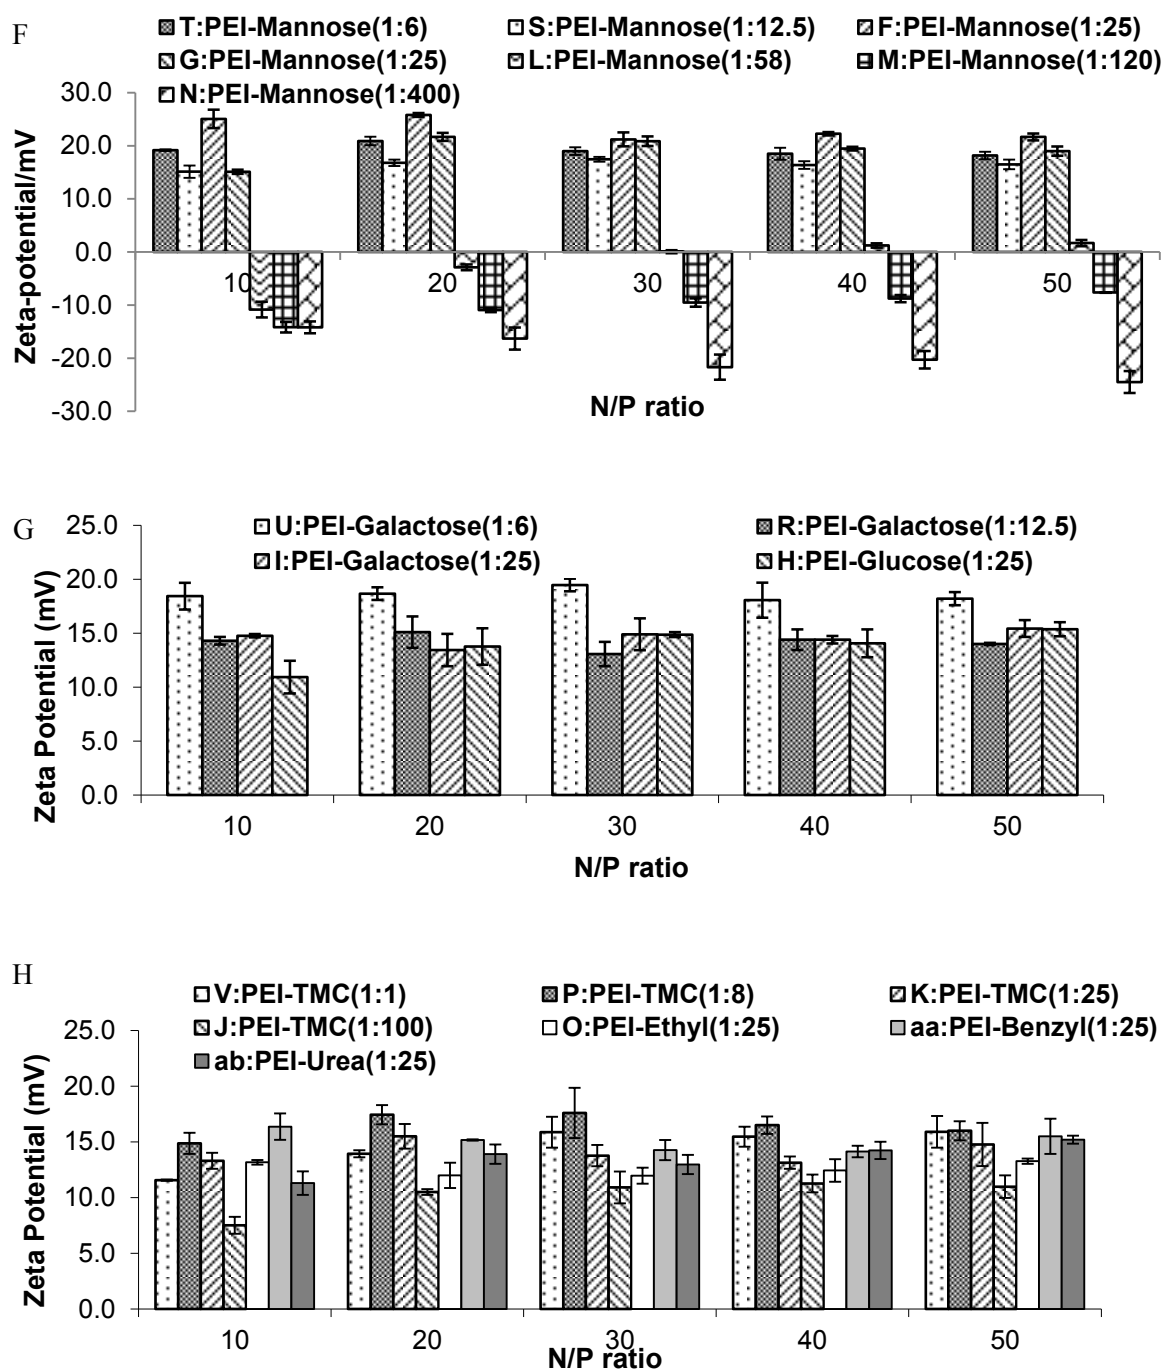 F
T:PEI-Mannose(1:6) S:PEI-Mannose(1:12.5) F:PEI-Mannose(1:25)
G:PEI-Mannose(1:25) L:PEI-Mannose(1:58) M:PEI-Mannose(1:120)
N:PEI-Mannose(1:400)
Zeta-potential/mV
30.0
20.0
10.0
0.0
-10.0
-20.0
-30.0
10 20 30 40 50
N/P ratio
G
U:PEI-Galactose(1:6) R:PEI-Galactose(1:12.5)
I:PEI-Galactose(1:25) H:PEI-Glucose(1:25)
Zeta Potential (mV)
25.0
20.0
15.0
10.0
5.0
0.0
10 20 30 40 50
N/P ratio
H
V:PEI-TMC(1:1) P:PEI-TMC(1:8) K:PEI-TMC(1:25)
J:PEI-TMC(1:100) O:PEI-Ethyl(1:25) aa:PEI-Benzyl(1:25)
ab:PEI-Urea(1:25)
Zeta Potential (mV)
25.0
20.0
15.0
10.0
5.0
0.0
10 20 30 40 50
N/P ratio